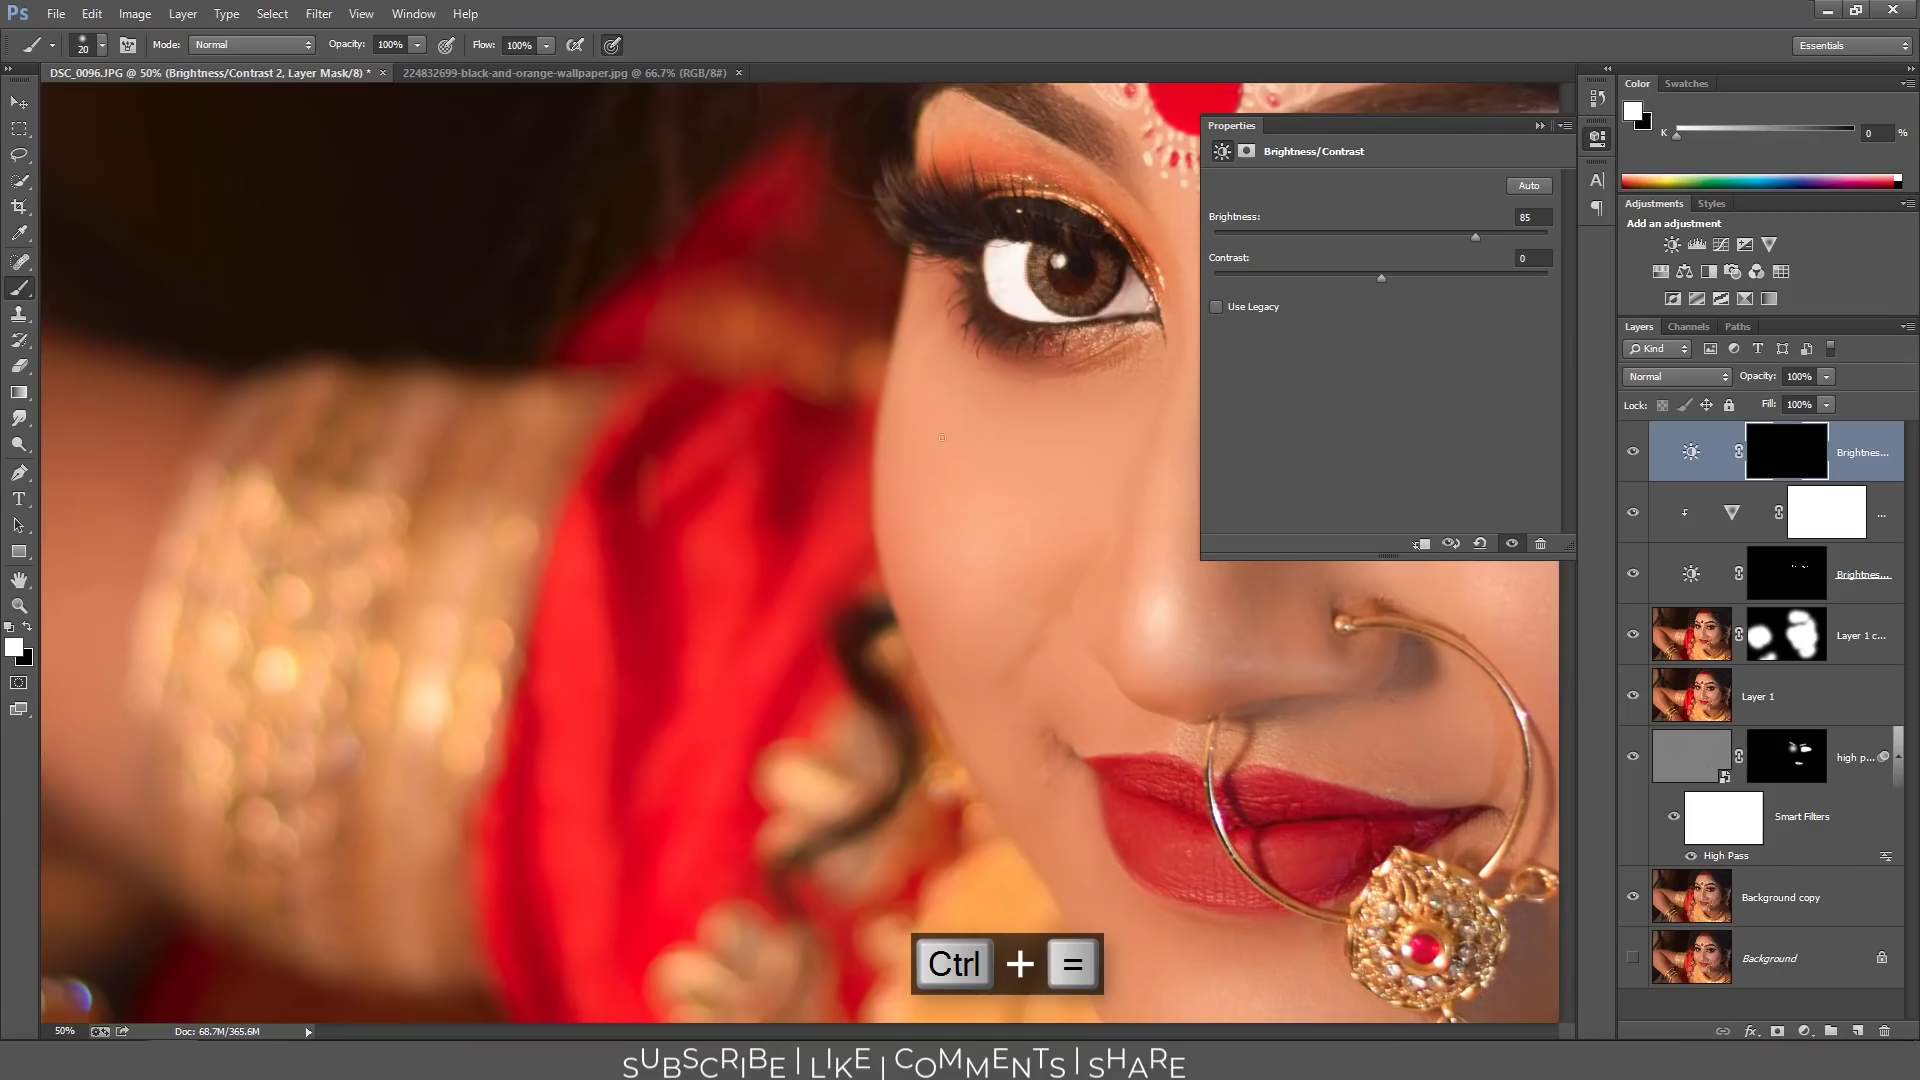 Ps File Edit Image Layer Type Select Filter View Window Help
20 Mode: Normal Opacity: 100% Flow: 100% Essentials
DSC_0096.JPG @ 50% (Brightness/Contrast 2, Layer Mask/8) * × 224832699-black-and-orange-wallpaper.jpg @ 66.7% (RGB/8#) ×
Color Swatches
K 0 %
Properties
Brightness/Contrast
Auto
Brightness: 85
Contrast: 0
Use Legacy
Adjustments Styles
Add an adjustment
Layers Channels Paths
Kind T
Normal Opacity: 100%
Lock: Fill: 100%
Brightnes...
...
Brightnes...
Layer 1 c...
Layer 1
high p...
Smart Filters
High Pass
Background copy
Background
Ctrl + =
50% Doc: 68.7M/365.6M
SUBSCRIBE | LIKE | COMMENTS | SHARE